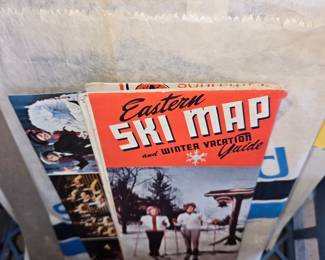 Eastern
SKI MAP
and WINTER VACATION
Guide